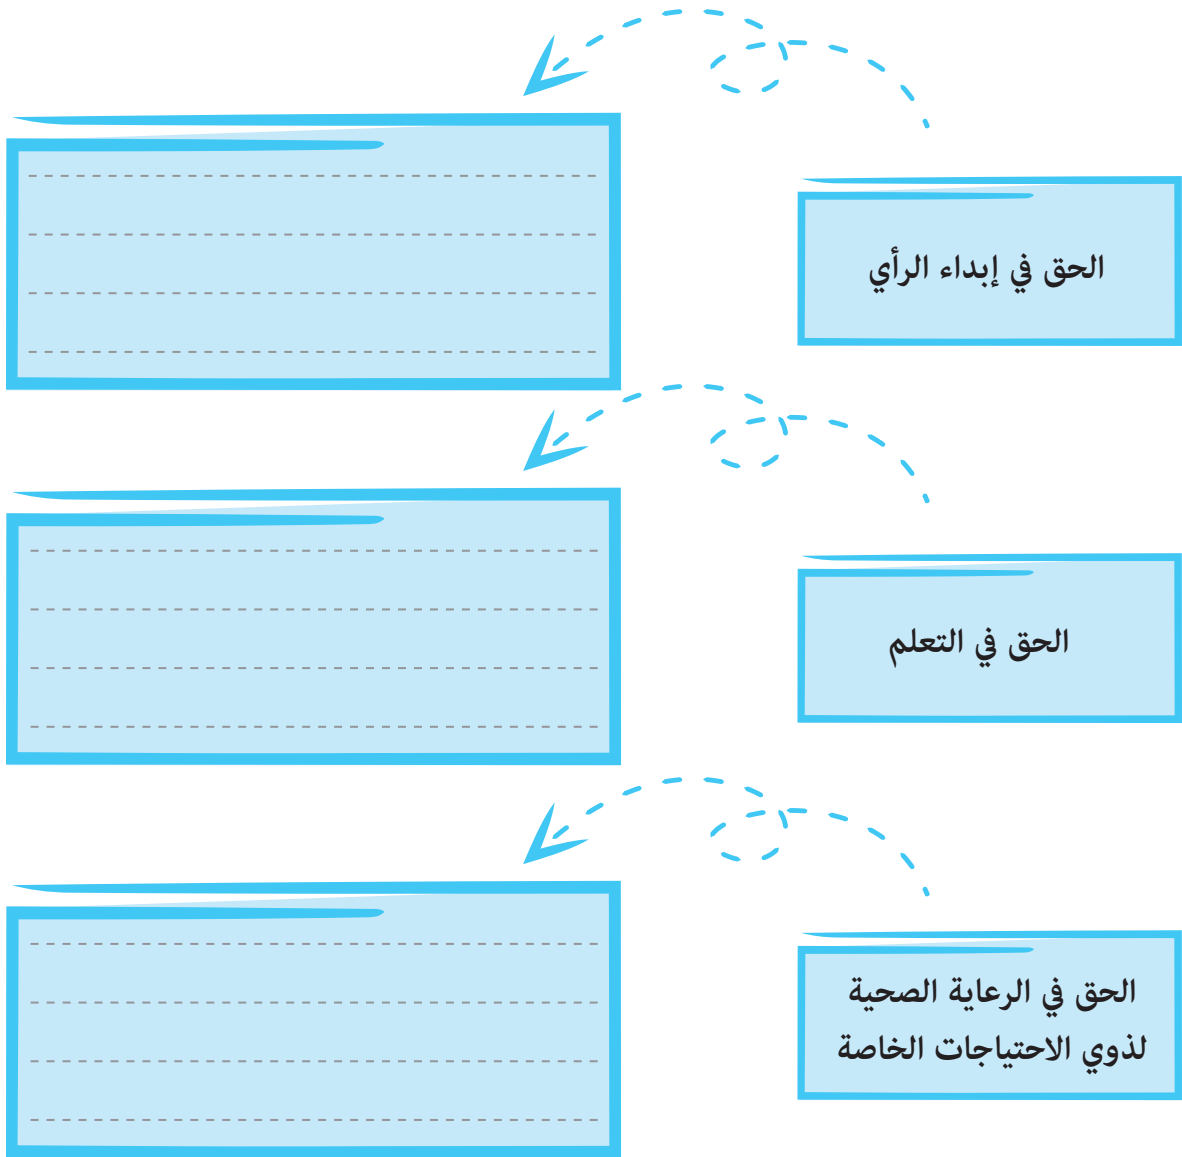 الحق في إبداء الرأي
الحق في التعلم
الحق في الرعاية الصحية
لذوي الاحتياجات الخاصة